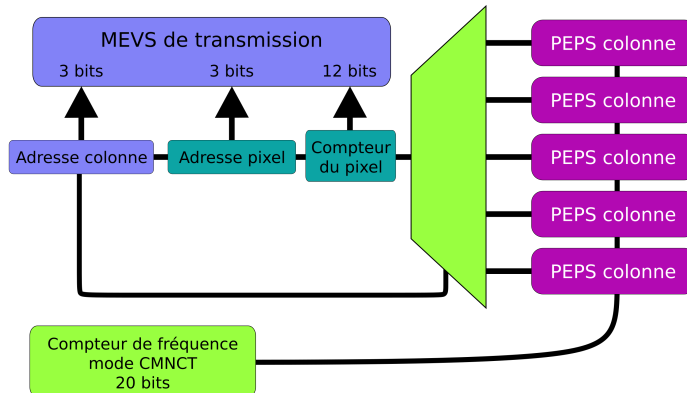 MEVS de transmission
3 bits 3 bits 12 bits
Adresse colonne
Adresse pixel
Compteur
du pixel
PEPS colonne
PEPS colonne
PEPS colonne
PEPS colonne
PEPS colonne
Compteur de fréquence
mode CMNCT
20 bits